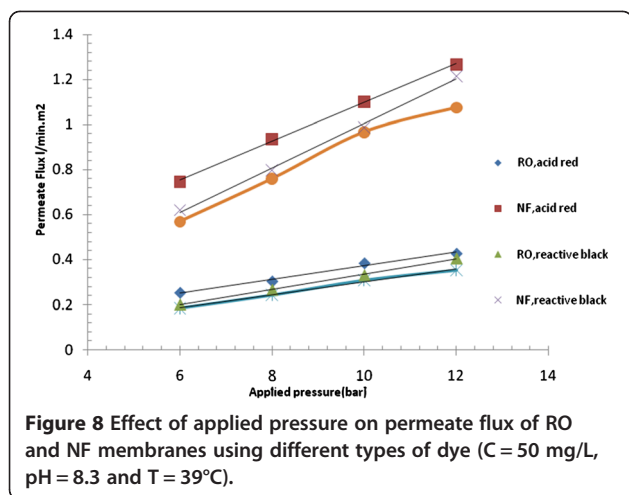 Permeate Flux l/min.m2
1.4
1.2
1
0.8
0.6
0.4
0.2
0
4
6
8
10
12
14
Applied pressure(bar)
RO,acid red
NF,acid red
RO,reactive black
NF,reactive black
Figure 8 Effect of applied pressure on permeate flux of RO
and NF membranes using different types of dye (C = 50 mg/L,
pH = 8.3 and T = 39°C).